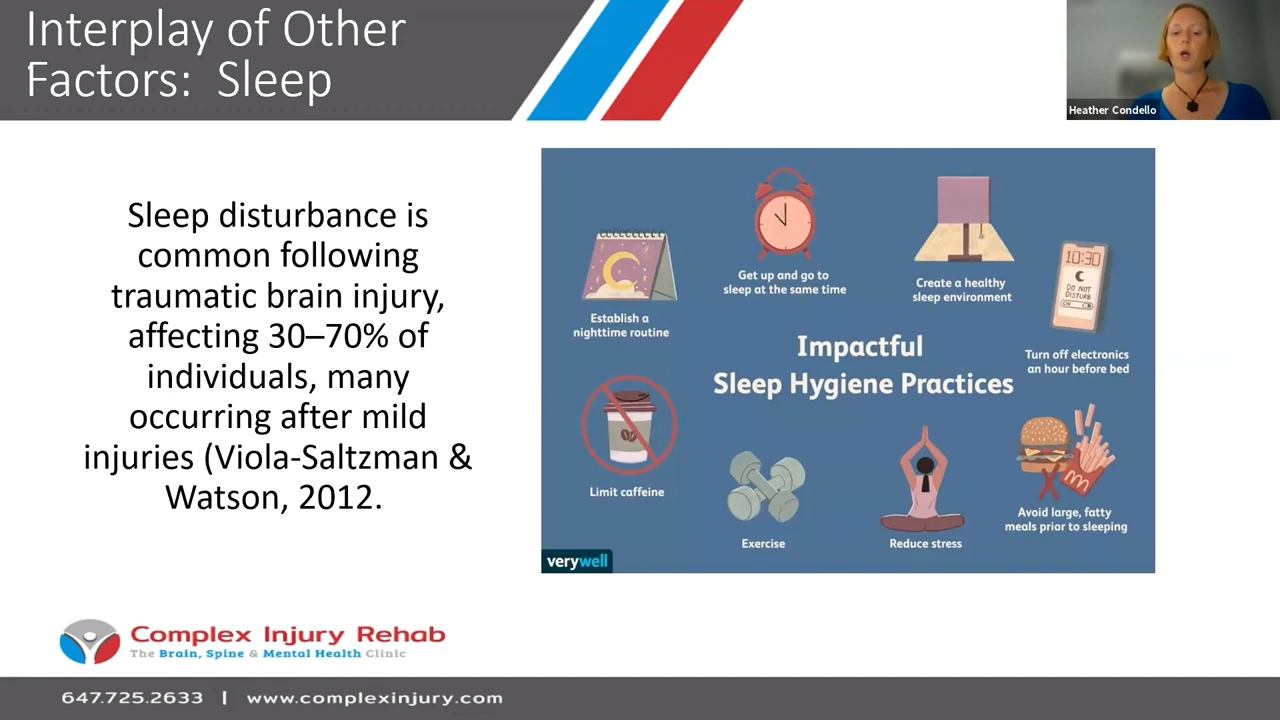 Interplay of Other
Factors: Sleep
Heather Condello
Sleep disturbance is
common following
traumatic brain injury,
affecting 30–70% of
individuals, many
occurring after mild
injuries (Viola-Saltzman &
Watson, 2012.
Get up and go to
sleep at the same time
Create a healthy
sleep environment
10:30
DO NOT
DISTURB
ON
Establish a
nighttime routine
Turn off electronics
an hour before bed
Impactful
Sleep Hygiene Practices
Limit caffeine
Exercise
Reduce stress
Avoid large, fatty
meals prior to sleeping
verywell
Complex Injury Rehab
The Brain, Spine & Mental Health Clinic
647.725.2633 | www.complexinjury.com